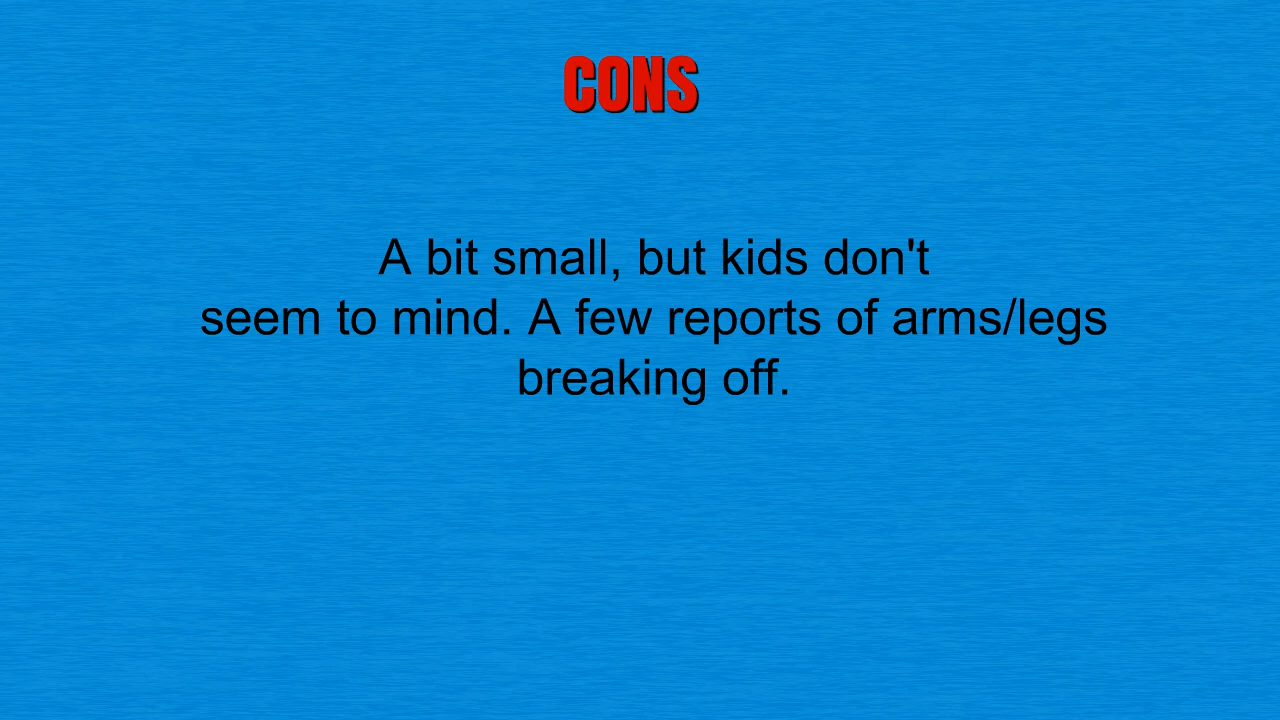 CONS
A bit small, but kids don't
seem to mind. A few reports of arms/legs
breaking off.